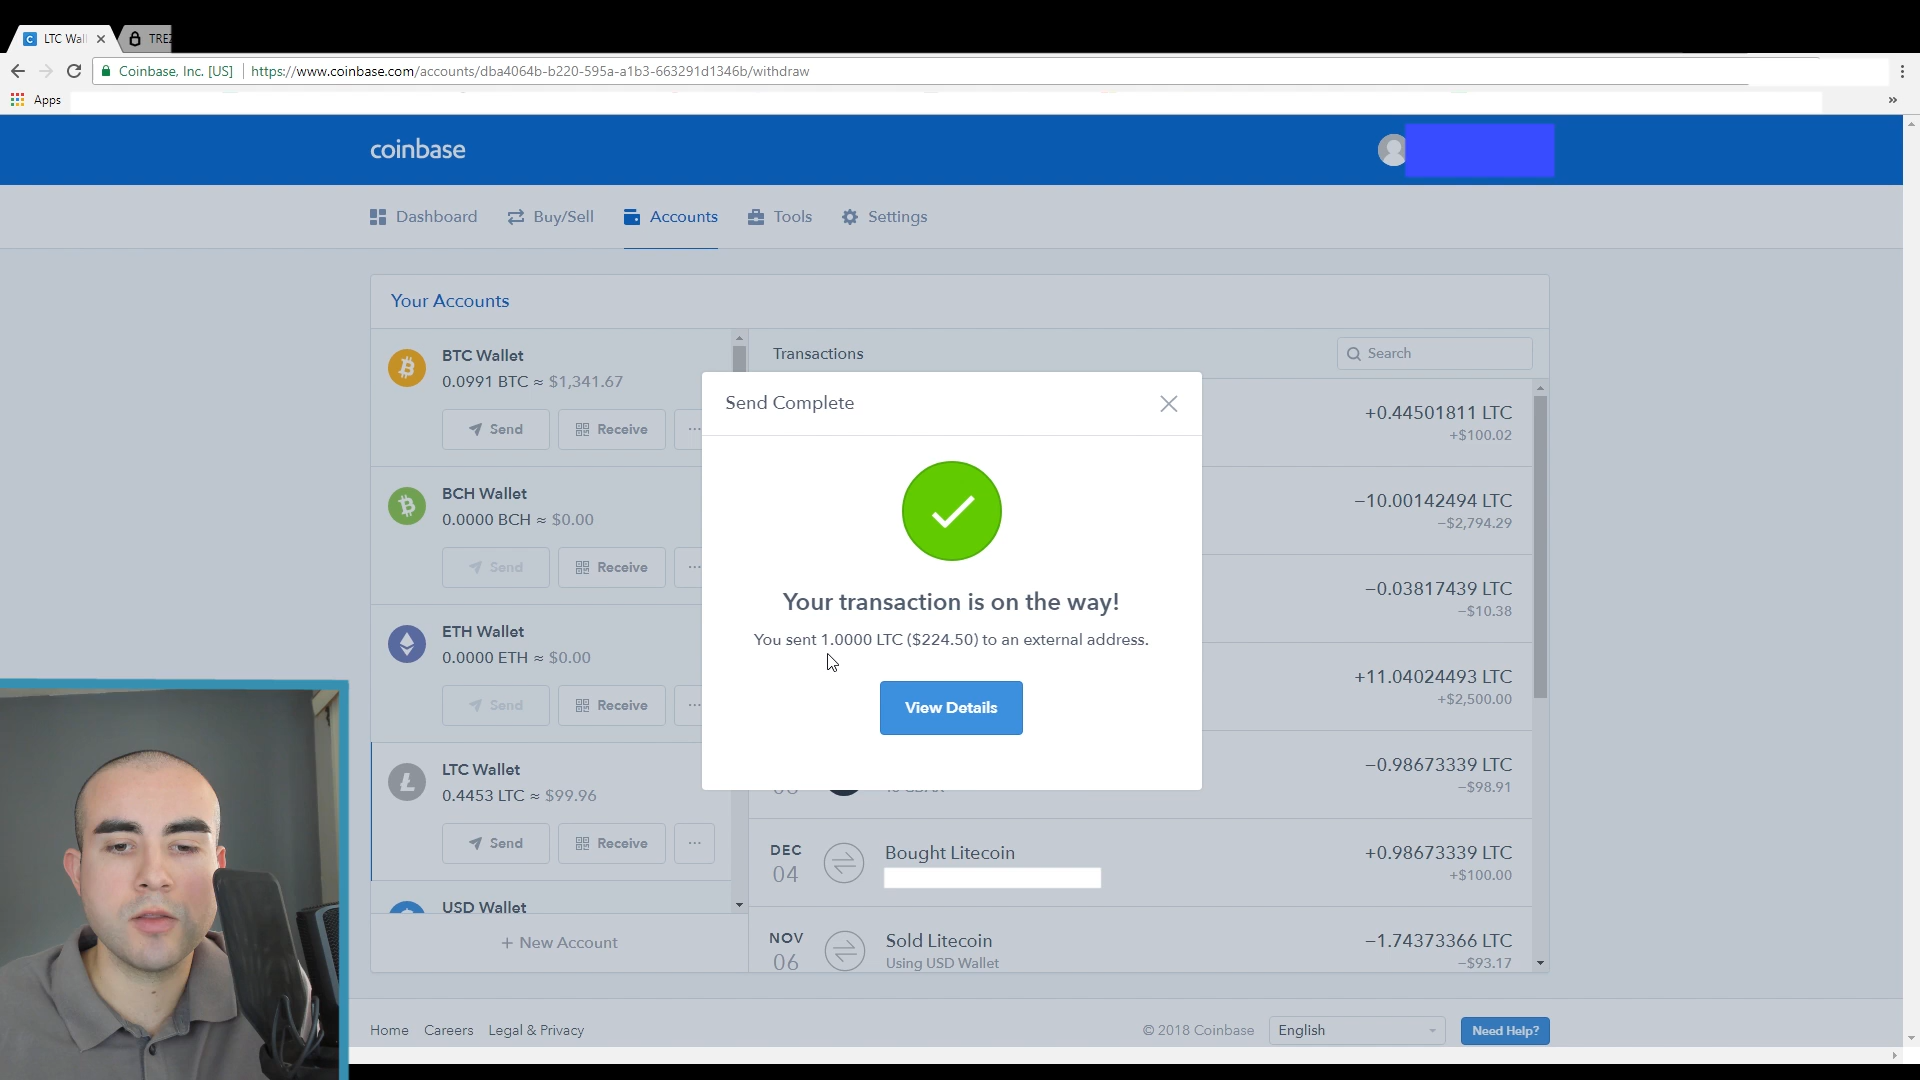 LTC Wal
TREZ
Coinbase, Inc. [US]
https://www.coinbase.com/accounts/dba4064b-b220-595a-a1b3-663291d1346b/withdraw
Apps
»
coinbase
Dashboard
Buy/Sell
Accounts
Tools
Settings
Your Accounts
BTC Wallet
0.0991 BTC ≈ $1,341.67
Send
Receive
...
BCH Wallet
0.0000 BCH ≈ $0.00
Send
Receive
...
ETH Wallet
0.0000 ETH ≈ $0.00
Send
Receive
...
LTC Wallet
0.4453 LTC ≈ $99.96
Send
Receive
...
USD Wallet
+ New Account
Transactions
Search
+0.44501811 LTC
+$100.02
−10.00142494 LTC
−$2,794.29
−0.03817439 LTC
−$10.38
+11.04024493 LTC
+$2,500.00
−0.98673339 LTC
−$98.91
DEC
04
Bought Litecoin
+0.98673339 LTC
+$100.00
NOV
06
Sold Litecoin
Using USD Wallet
−1.74373366 LTC
−$93.17
Send Complete
Your transaction is on the way!
You sent 1.0000 LTC ($224.50) to an external address.
View Details
Home
Careers
Legal & Privacy
© 2018 Coinbase
English
Need Help?